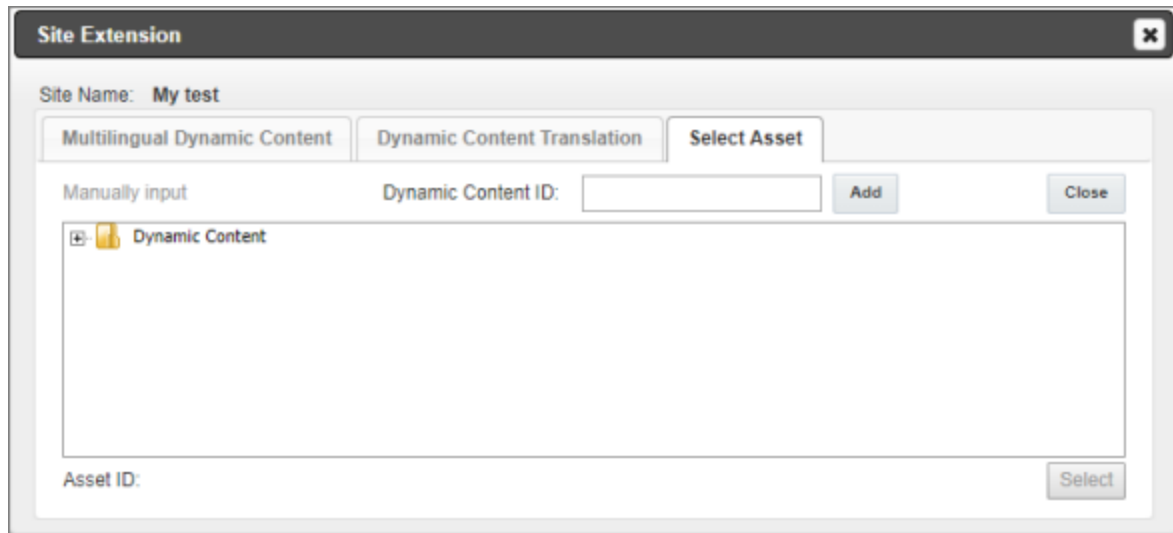 Site Extension
Site Name: My test
Multilingual Dynamic Content Dynamic Content Translation Select Asset
Manually input Dynamic Content ID: Add Close
Dynamic Content
Asset ID: Select